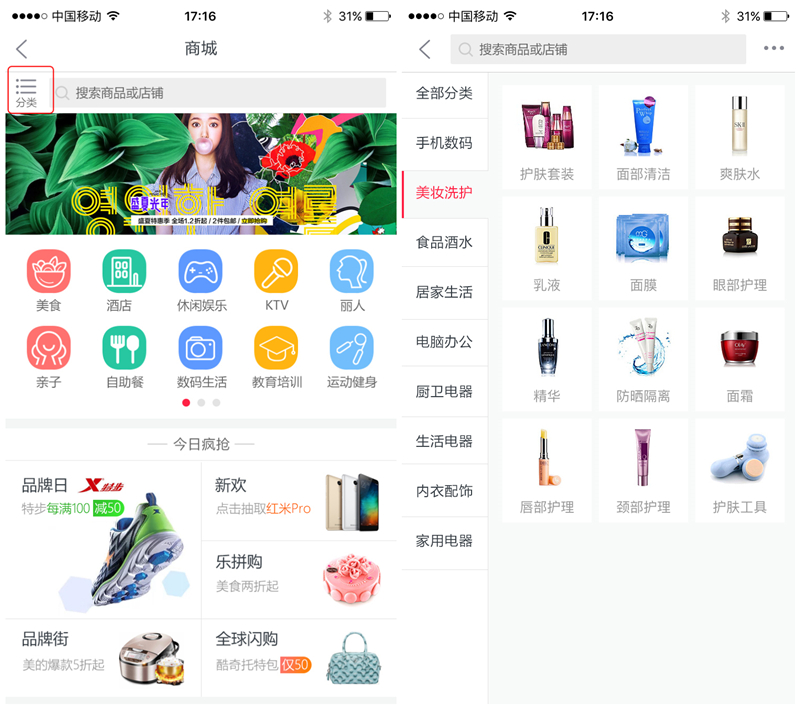 中国移动 17:16 31%
商城
分类
搜索商品或店铺
盛夏光年
盛夏特惠季 全场1.2折起 / 2件包邮 / 立即抢购
美食 酒店 休闲娱乐 KTV 丽人
亲子 自助餐 数码生活 教育培训 运动健身
今日疯抢
品牌日 特步
特步每满100 减50
新欢
点击抽取红米Pro
乐拼购
美食两折起
品牌街
美的爆款5折起
全球闪购
酷奇托特包 仅50
中国移动 17:16 31%
搜索商品或店铺
全部分类
手机数码
美妆洗护
食品酒水
居家生活
电脑办公
厨卫电器
生活电器
内衣配饰
家用电器
护肤套装 面部清洁 爽肤水
SK-II
乳液 面膜 眼部护理
CLINIQUE
精华 防晒隔离 面霜
OLAY
唇部护理 颈部护理 护肤工具